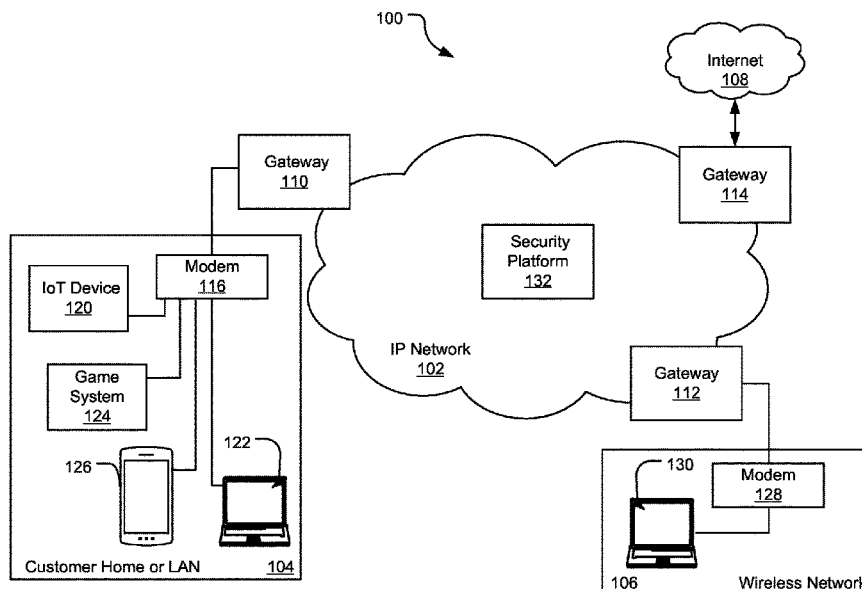 100
Internet
108
Gateway
110
Gateway
114
Security
Platform
132
Modem
116
IoT Device
120
IP Network
102
Game
System
124
Gateway
112
126
122
130
Modem
128
Customer Home or LAN
104
106
Wireless Network